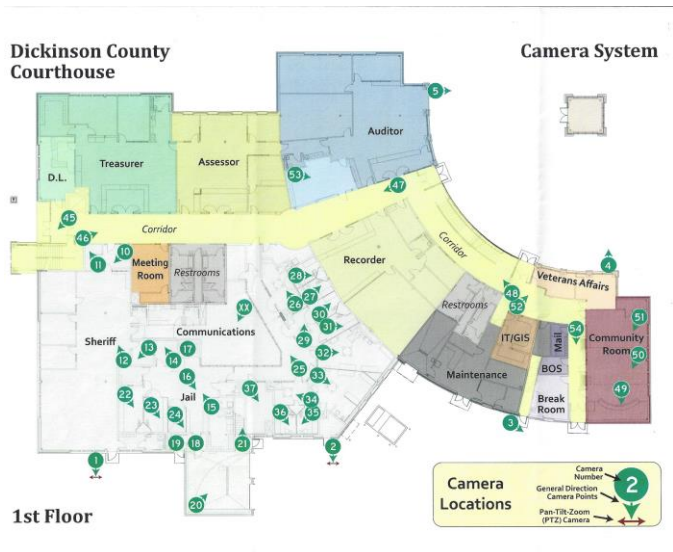 Dickinson County
Courthouse
Camera System
5
Auditor
Treasurer
Assessor
D.L.
53
47
45
46
Corridor
10
11
Meeting
Room
Restrooms
Recorder
Corridor
4
Veterans Affairs
28
27
26
30
31
29
32
25
33
XX
Communications
Sheriff
12
13
14
17
16
15
Jail
22
23
24
37
34
35
36
19
18
21
20
1
2
48
52
54
Restrooms
IT/GIS
Mail
BOS
Break
Room
Maintenance
3
Community
Room
51
50
49
Camera
Locations
Camera
Number
General Direction
Camera Points
Pan-Tilt-Zoom
(PTZ) Camera
2
1st Floor